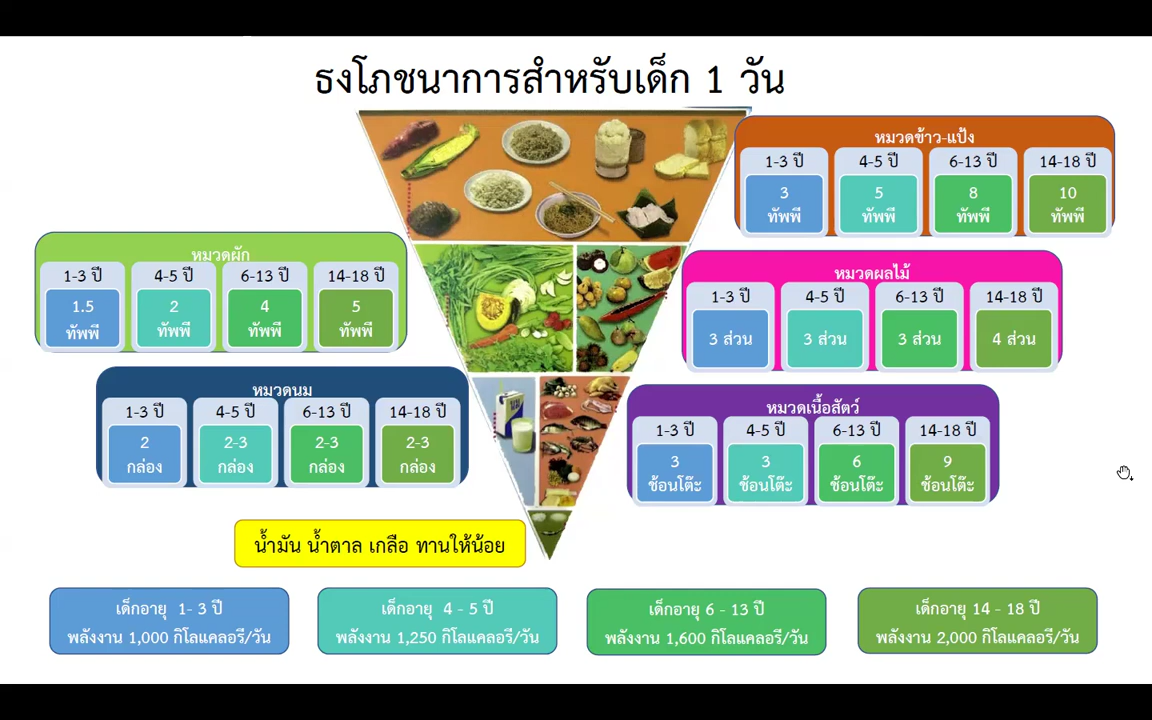 ธงโภชนาการสำหรับเด็ก 1 วัน
หมวดข้าว-แป้ง
1-3 ปี
4-5 ปี
6-13 ปี
14-18 ปี
3
ทัพพี
5
ทัพพี
8
ทัพพี
10
ทัพพี
หมวดผัก
1-3 ปี
4-5 ปี
6-13 ปี
14-18 ปี
1.5
ทัพพี
2
ทัพพี
4
ทัพพี
5
ทัพพี
หมวดผลไม้
1-3 ปี
4-5 ปี
6-13 ปี
14-18 ปี
3 ส่วน
3 ส่วน
3 ส่วน
4 ส่วน
หมวดนม
1-3 ปี
4-5 ปี
6-13 ปี
14-18 ปี
2
กล่อง
2-3
กล่อง
2-3
กล่อง
2-3
กล่อง
หมวดเนื้อสัตว์
1-3 ปี
4-5 ปี
6-13 ปี
14-18 ปี
3
ช้อนโต๊ะ
3
ช้อนโต๊ะ
6
ช้อนโต๊ะ
9
ช้อนโต๊ะ
น้ำมัน น้ำตาล เกลือ ทานให้น้อย
เด็กอายุ 1- 3 ปี
พลังงาน 1,000 กิโลแคลอรี/วัน
เด็กอายุ 4 - 5 ปี
พลังงาน 1,250 กิโลแคลอรี/วัน
เด็กอายุ 6 - 13 ปี
พลังงาน 1,600 กิโลแคลอรี/วัน
เด็กอายุ 14 - 18 ปี
พลังงาน 2,000 กิโลแคลอรี/วัน